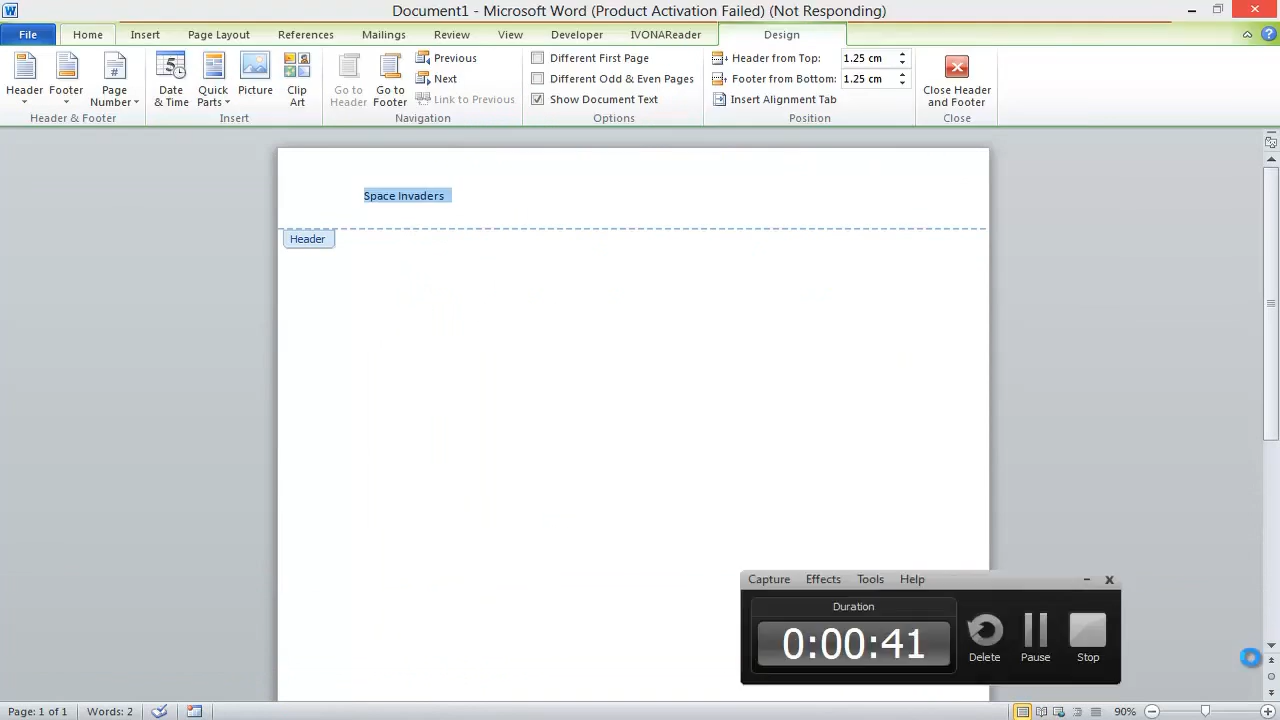 Document1 - Microsoft Word (Product Activation Failed) (Not Responding)
File Home Insert Page Layout References Mailings Review View Developer IVONAReader Design
Header Footer Page Number
Header & Footer
Date & Time Quick Parts Picture Clip Art
Insert
Go to Header Go to Footer Previous
Next
Link to Previous
Navigation
Different First Page
Different Odd & Even Pages
Show Document Text
Options
Header from Top: 1.25 cm
Footer from Bottom: 1.25 cm
Insert Alignment Tab
Position
Close Header and Footer
Close
Space Invaders
Header
Capture Effects Tools Help
Duration
0:00:41
Delete Pause Stop
Page: 1 of 1 Words: 2 90%